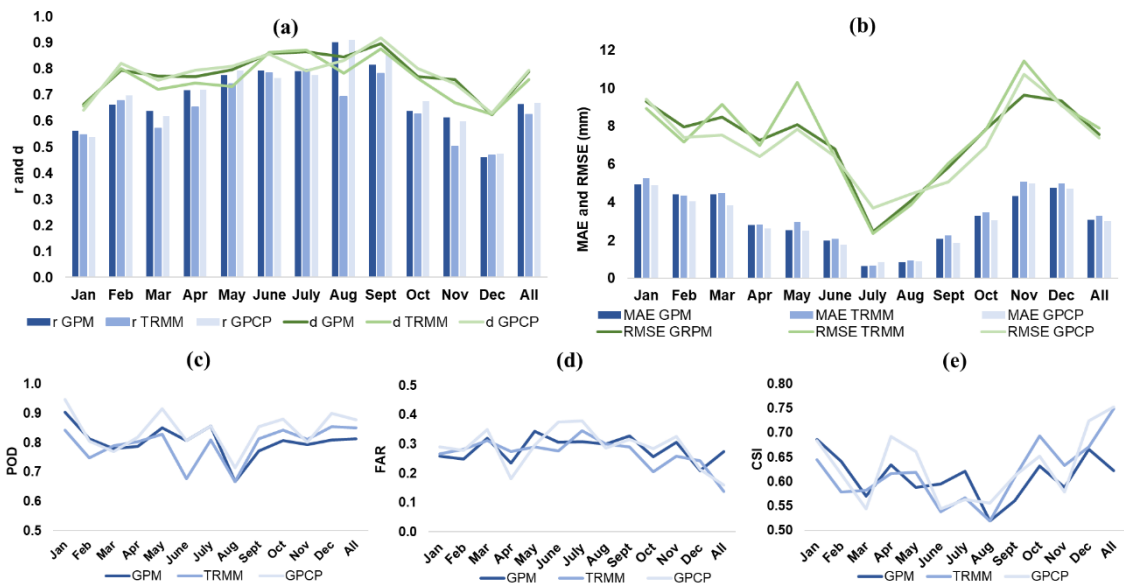 (a)
r and d
1.0
0.9
0.8
0.7
0.6
0.5
0.4
0.3
0.2
0.1
0.0
Jan Feb Mar Apr May June July Aug Sept Oct Nov Dec All
r GPM r TRMM r GPCP d GPM d TRMM d GPCP
(b)
MAE and RMSE (mm)
12
10
8
6
4
2
0
Jan Feb Mar Apr May June July Aug Sept Oct Nov Dec All
MAE GPM MAE TRMM MAE GPCP
RMSE GRPM RMSE TRMM RMSE GPCP
(c)
POD
1.0
0.9
0.8
0.7
0.6
0.5
Jan Feb Mar Apr May June July Aug Sept Oct Nov Dec All
GPM TRMM GPCP
(d)
FAR
0.5
0.4
0.3
0.2
0.1
0.0
Jan Feb Mar Apr May June July Aug Sept Oct Nov Dec All
GPM TRMM GPCP
(e)
CSI
0.80
0.75
0.70
0.65
0.60
0.55
0.50
Jan Feb Mar Apr May June July Aug Sept Oct Nov Dec All
GPM TRMM GPCP